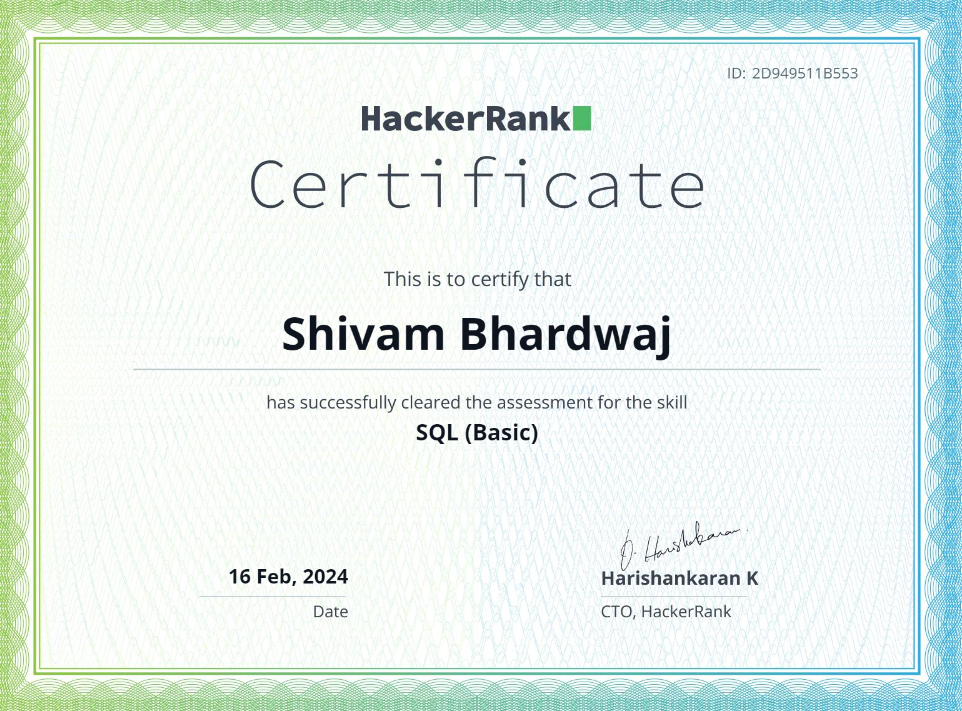 ID: 2D949511B553
HackerRank
Certificate
This is to certify that
Shivam Bhardwaj
has successfully cleared the assessment for the skill
SQL (Basic)
16 Feb, 2024
Date
Harishankaran K
CTO, HackerRank